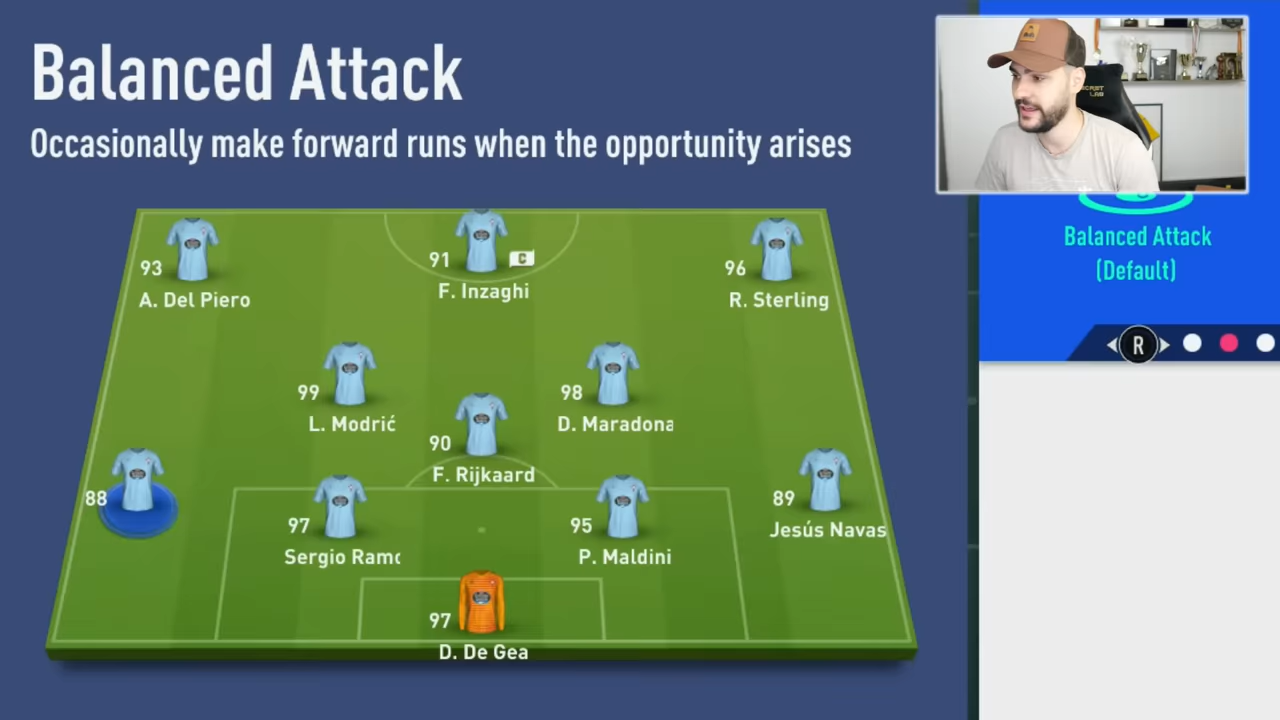 Balanced Attack
Occasionally make forward runs when the opportunity arises
Balanced Attack
(Default)
R
93
A. Del Piero
91
C
F. Inzaghi
96
R. Sterling
99
L. Modrić
98
D. Maradona
90
F. Rijkaard
88
97
Sergio Ramo
95
P. Maldini
89
Jesús Navas
97
D. De Gea